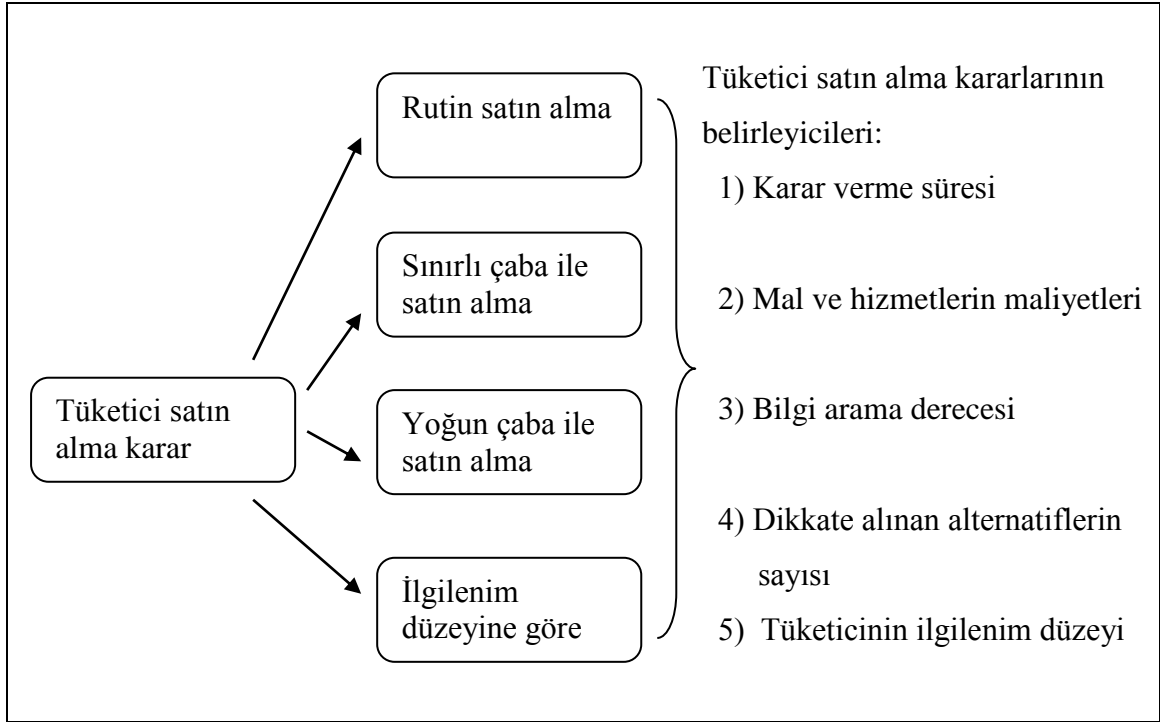 Tüketici satın
alma karar
Rutin satın alma
Sınırlı çaba ile
satın alma
Yoğun çaba ile
satın alma
İlgilenim
düzeyine göre
Tüketici satın alma kararlarının
belirleyicileri:
1) Karar verme süresi
2) Mal ve hizmetlerin maliyetleri
3) Bilgi arama derecesi
4) Dikkate alınan alternatiflerin
sayısı
5) Tüketicinin ilgilenim düzeyi